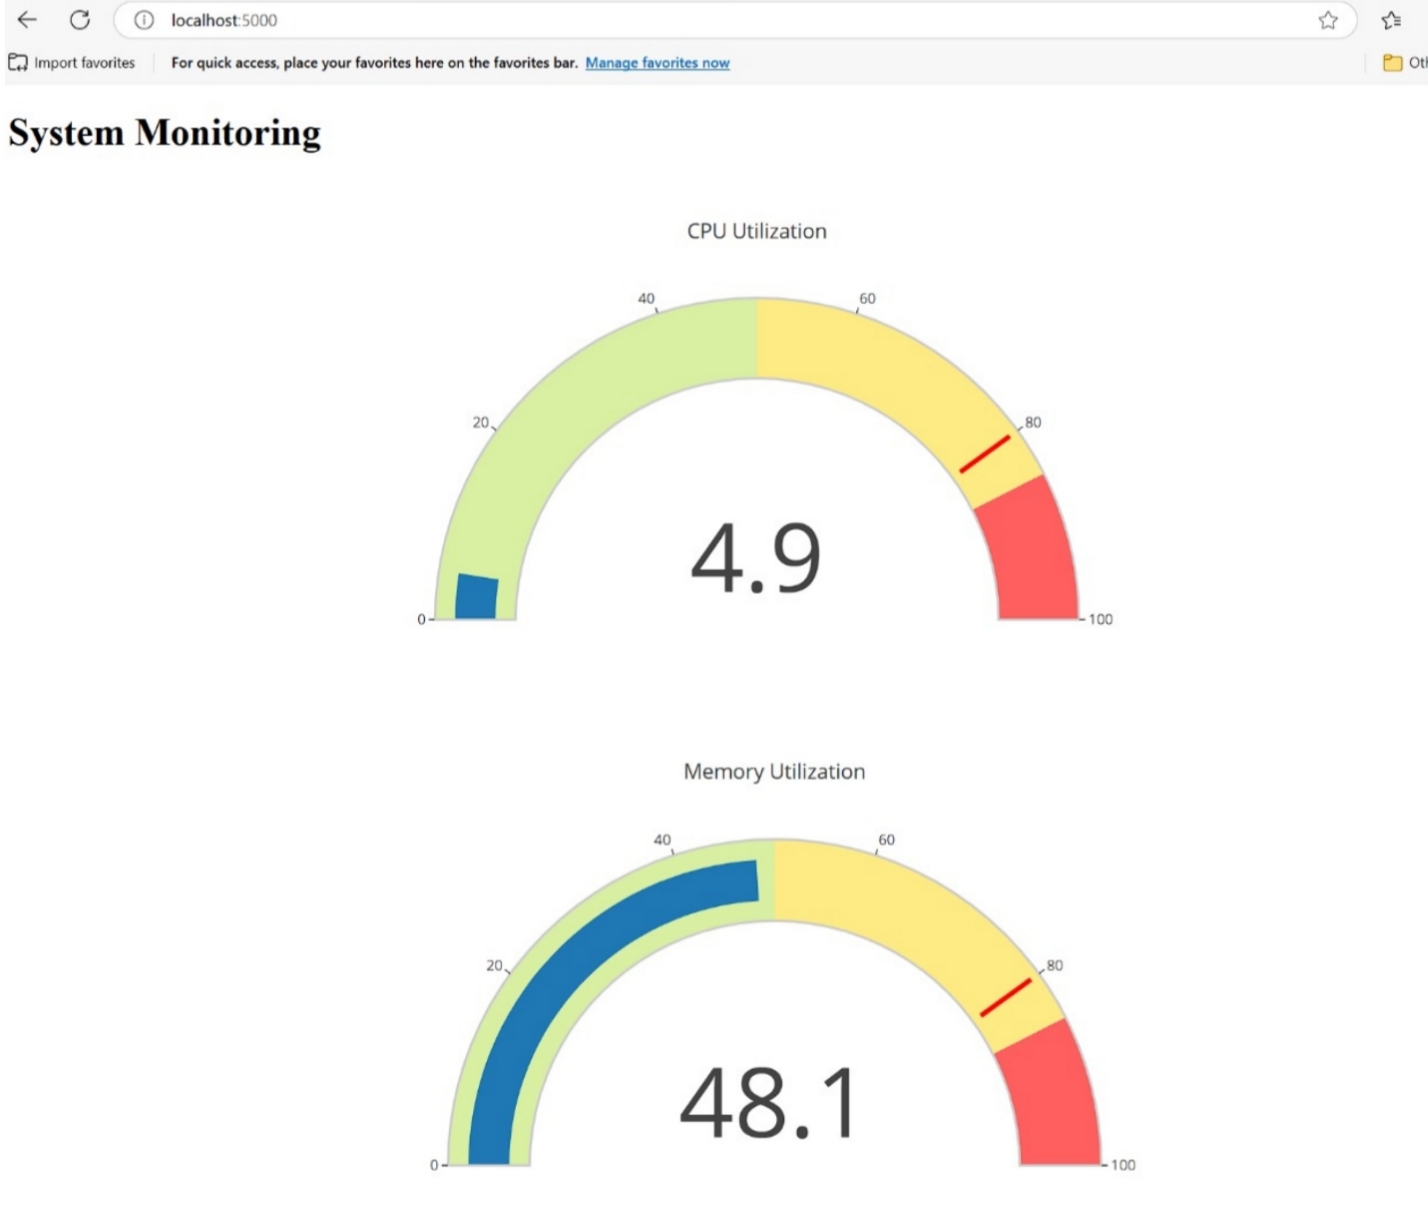 localhost:5000
Import favorites For quick access, place your favorites here on the favorites bar. Manage favorites now
System Monitoring
CPU Utilization
40 60
20 80
4.9
0 100
Memory Utilization
40 60
20 80
48.1
0 100